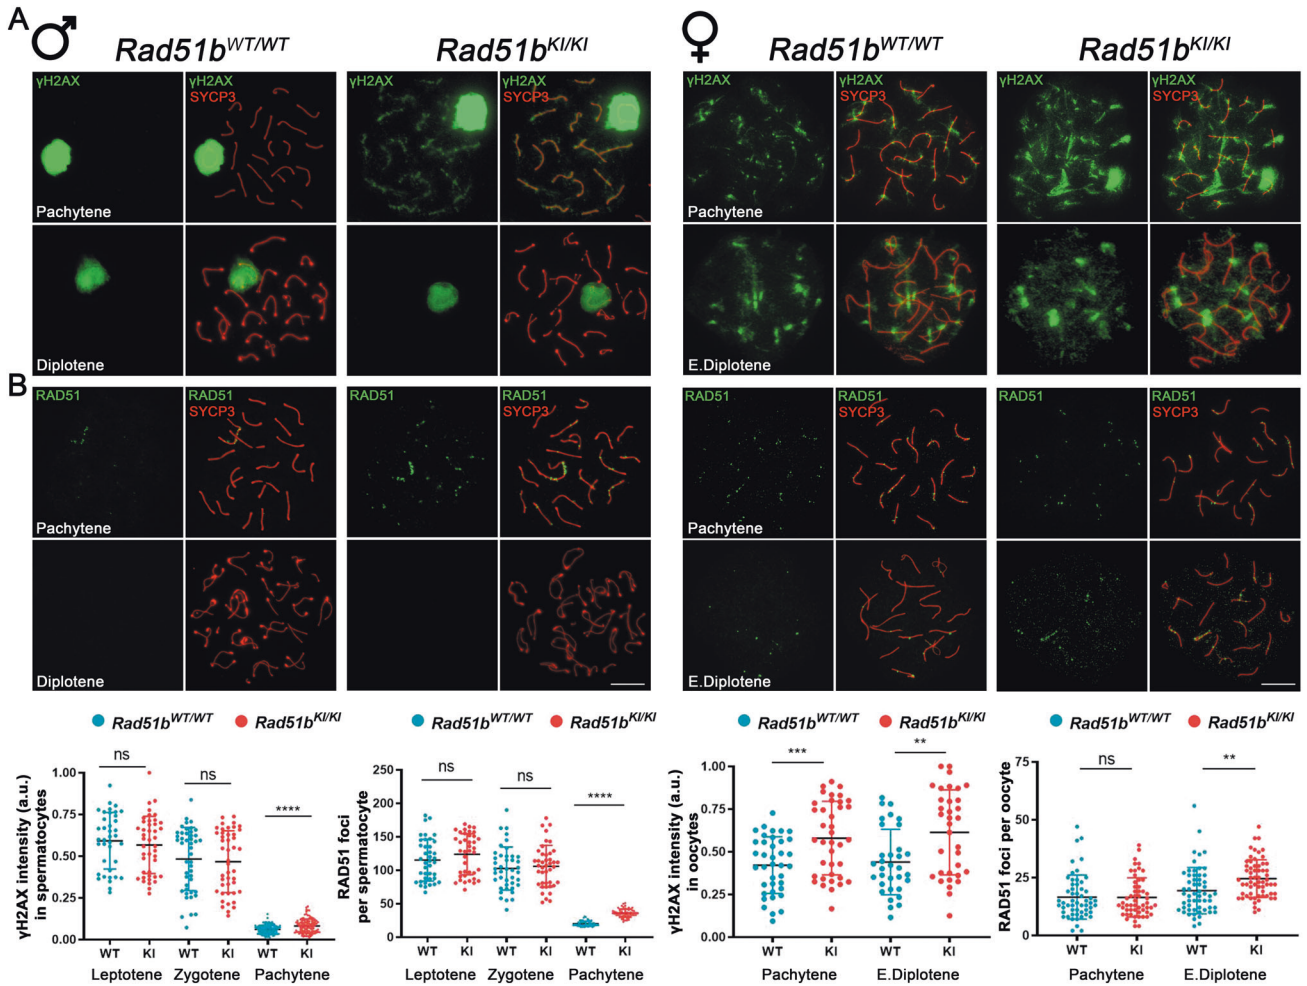 A
♂ Rad51bWT/WT Rad51bKI/KI
♀ Rad51bWT/WT Rad51bKI/KI
γH2AX
γH2AX
SYCP3
γH2AX
γH2AX
SYCP3
γH2AX
γH2AX
SYCP3
γH2AX
γH2AX
SYCP3
Pachytene
Pachytene
Diplotene
E.Diplotene
B
RAD51
RAD51
SYCP3
RAD51
RAD51
SYCP3
RAD51
RAD51
SYCP3
RAD51
RAD51
SYCP3
Pachytene
Pachytene
Diplotene
E.Diplotene
Rad51bWT/WT Rad51bKI/KI
γH2AX intensity (a.u.)
in spermatocytes
1.00
0.75
0.50
0.25
0.00
ns
ns
****
WT KI WT KI WT KI
Leptotene Zygotene Pachytene
Rad51bWT/WT Rad51bKI/KI
RAD51 foci
per spermatocyte
250
200
150
100
50
0
ns
ns
****
WT KI WT KI WT KI
Leptotene Zygotene Pachytene
Rad51bWT/WT Rad51bKI/KI
γH2AX intensity (a.u.)
in oocytes
1.00
0.75
0.50
0.25
0.00
***
**
WT KI WT KI
Pachytene E.Diplotene
Rad51bWT/WT Rad51bKI/KI
RAD51 foci per oocyte
75
50
25
0
ns
**
WT KI WT KI
Pachytene E.Diplotene